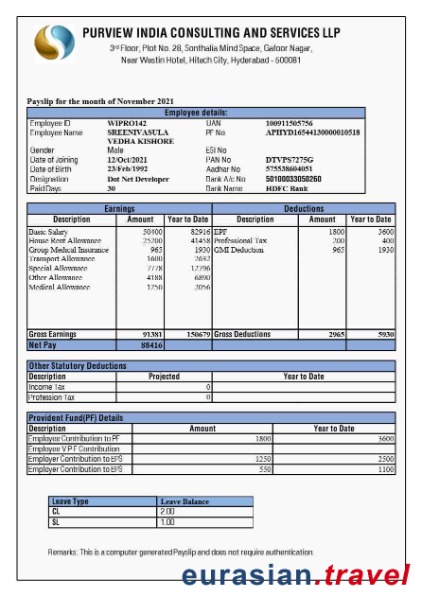 PURVIEW INDIA CONSULTING AND SERVICES LLP
3rd Floor, Plot No. 28, Sonthalia Mind Space, Gafoor Nagar,
Near Westin Hotel, Hitech City, Hyderabad - 500081
Payslip for the month of November 2021
Employee details:
Employee ID WIPRO142 UAN 100911505756
Employee Name SREENIVASULA VEDHA KISHORE PF No APHYD16544130000010518
Gender Male ESI No
Date of Joining 12/Oct/2021 PAN No DTVPS7275G
Date of Birth 23/Feb/1992 Aadhar No 575538604051
Designation Dot Net Developer Bank A/c No 50100033050260
Paid Days 30 Bank Name HDFC Bank
Earnings Deductions
Description Amount Year to Date Description Amount Year to Date
Basic Salary 50400 82916 EPF 1800 3600
House Rent Allowance 25200 41458 Professional Tax 200 400
Group Medical Insurance 965 1930 GMI Deduction 965 1930
Transport Allowance 1600 2632
Special Allowance 7778 12796
Other Allowance 4188 6890
Medical Allowance 1250 2056
Gross Earnings 91381 150679 Gross Deductions 2965 5930
Net Pay 88416
Other Statutory Deductions
Description Projected Year to Date
Income Tax 0
Profession Tax 0
Provident Fund(PF) Details
Description Amount Year to Date
Employee Contribution to PF 1800 3600
Employee V P F Contribution
Employer Contribution to EPS 1250 2500
Employer Contribution to EPS 550 1100
Leave Type Leave Balance
CL 2.00
SL 1.00
Remarks: This is a computer generated Payslip and does not require authentication.
eurasian.travel